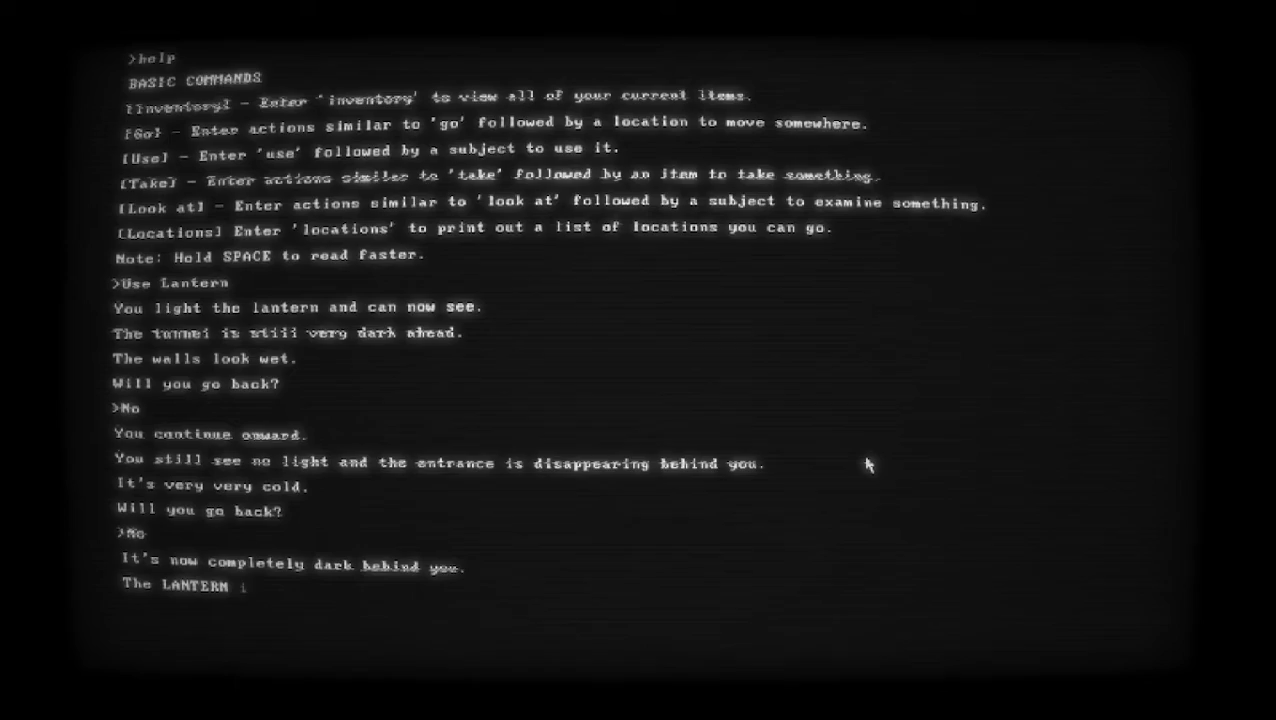 >help
BASIC COMMANDS
[Inventory] - Enter 'inventory' to view all of your current items.
[Go] - Enter actions similar to 'go' followed by a location to move somewhere.
[Use] - Enter 'use' followed by a subject to use it.
[Take] - Enter actions similar to 'take' followed by an item to take something.
[Look at] - Enter actions similar to 'look at' followed by a subject to examine something.
[Locations] Enter 'locations' to print out a list of locations you can go.
Note: Hold SPACE to read faster.
>Use Lantern
You light the lantern and can now see.
The tunnel is still very dark ahead.
The walls look wet.
Will you go back?
>No
You continue onward.
You still see no light and the entrance is disappearing behind you.
It's very very cold.
Will you go back?
>No
It's now completely dark behind you.
The LANTERN i